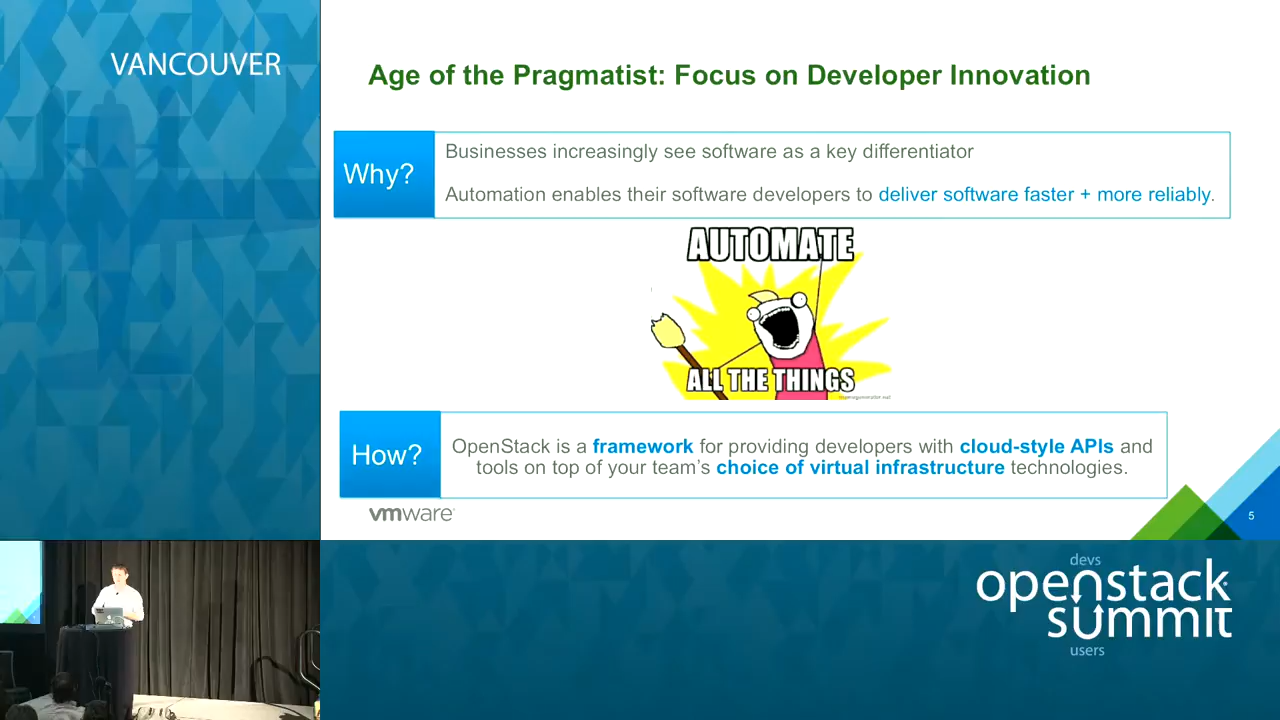 VANCOUVER
Age of the Pragmatist: Focus on Developer Innovation
Why?
Businesses increasingly see software as a key differentiator
Automation enables their software developers to deliver software faster + more reliably.
AUTOMATE
ALL THE THINGS
How?
OpenStack is a framework for providing developers with cloud-style APIs and
tools on top of your team’s choice of virtual infrastructure technologies.
vmware
5
devs
openstack
summit
users